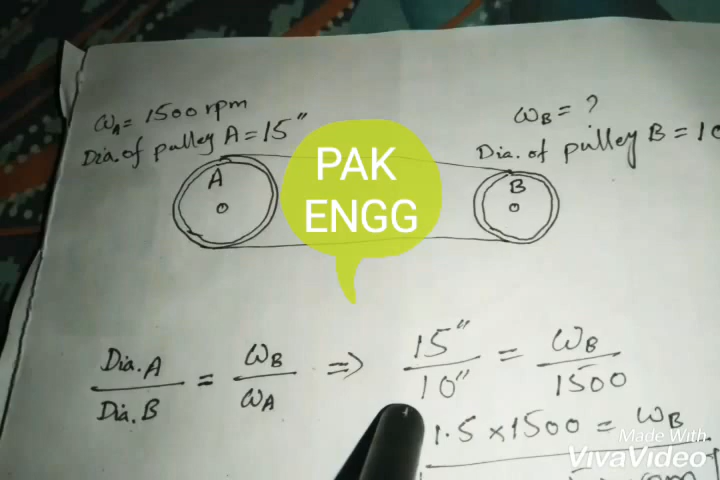 ωA = 1500 rpm
Dia. of pulley A = 15"
ωB = ?
Dia. of pulley B = 10
A
B
PAK
ENGG
Dia. A / Dia. B = ωB / ωA => 15" / 10" = ωB / 1500
1.5 × 1500 = ωB
Made With
VivaVideo